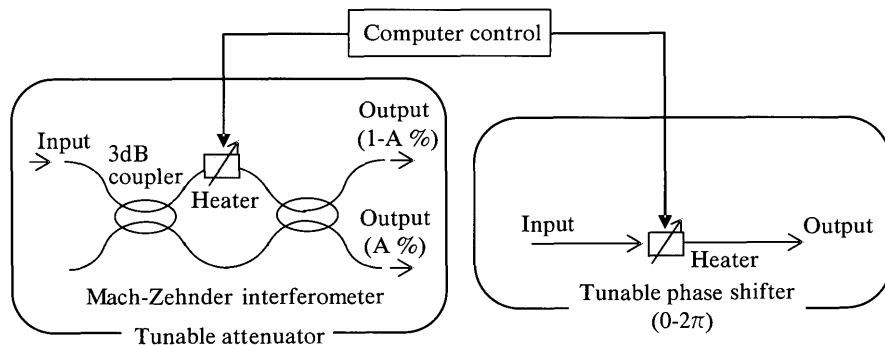 Computer control
Input
3dB
coupler
Heater
Output
(1-A %)
Output
(A %)
Mach-Zehnder interferometer
Tunable attenuator
Input
Heater
Output
Tunable phase shifter
(0-2π)